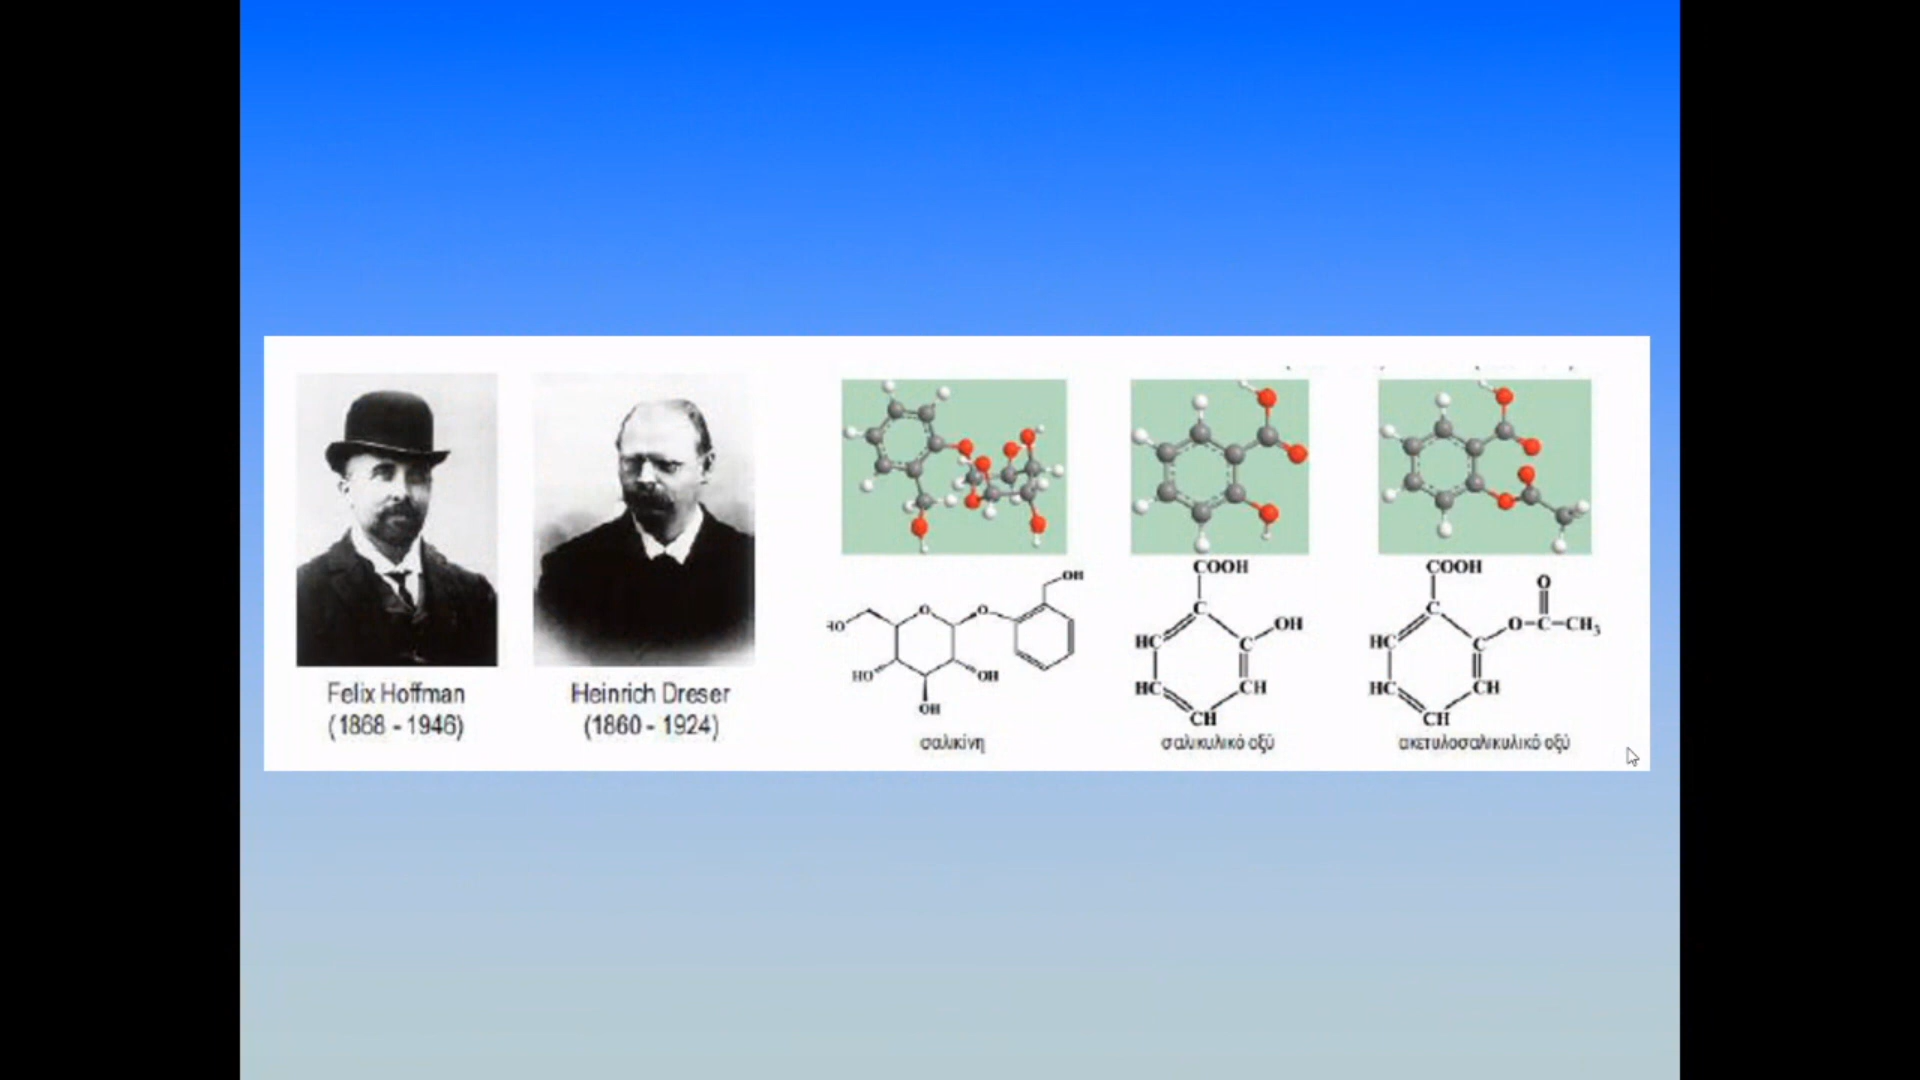 Felix Hoffman
(1868 - 1946)
Heinrich Dreser
(1860 - 1924)
OH
O
O
HO
HO
OH
OH
σαλικίνη
COOH
C
OH
HC
C
HC
CH
CH
σαλικυλικό οξύ
COOH
O
C
O-C-CH3
HC
C
HC
CH
CH
ακετυλοσαλικυλικό οξύ